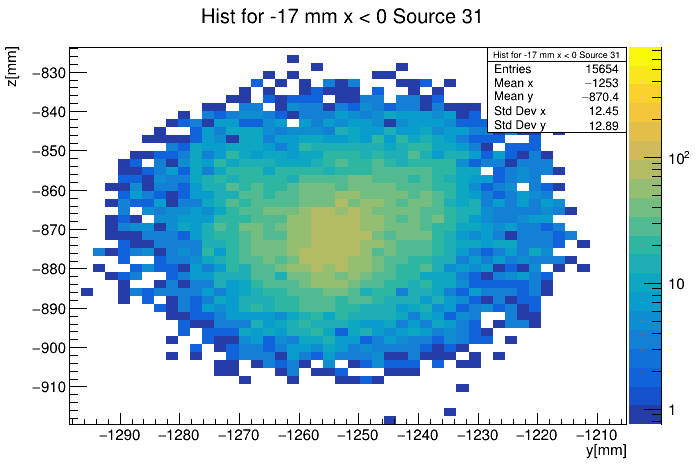 Hist for -17 mm x < 0 Source 31
z[mm]
Hist for -17 mm x < 0 Source 31
Entries 15654
Mean x −1253
Mean y −870.4
Std Dev x 12.45
Std Dev y 12.89
−830
−840
−850
−860
−870
−880
−890
−900
−910
10²
10
1
−1290 −1280 −1270 −1260 −1250 −1240 −1230 −1220 −1210
y[mm]